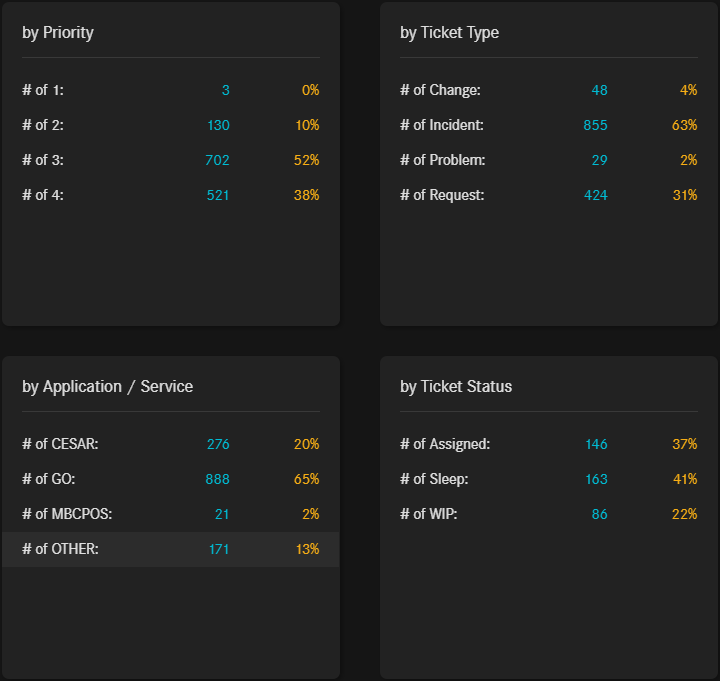 by Priority
# of 1: 3 0%
# of 2: 130 10%
# of 3: 702 52%
# of 4: 521 38%
by Ticket Type
# of Change: 48 4%
# of Incident: 855 63%
# of Problem: 29 2%
# of Request: 424 31%
by Application / Service
# of CESAR: 276 20%
# of GO: 888 65%
# of MBCPOS: 21 2%
# of OTHER: 171 13%
by Ticket Status
# of Assigned: 146 37%
# of Sleep: 163 41%
# of WIP: 86 22%